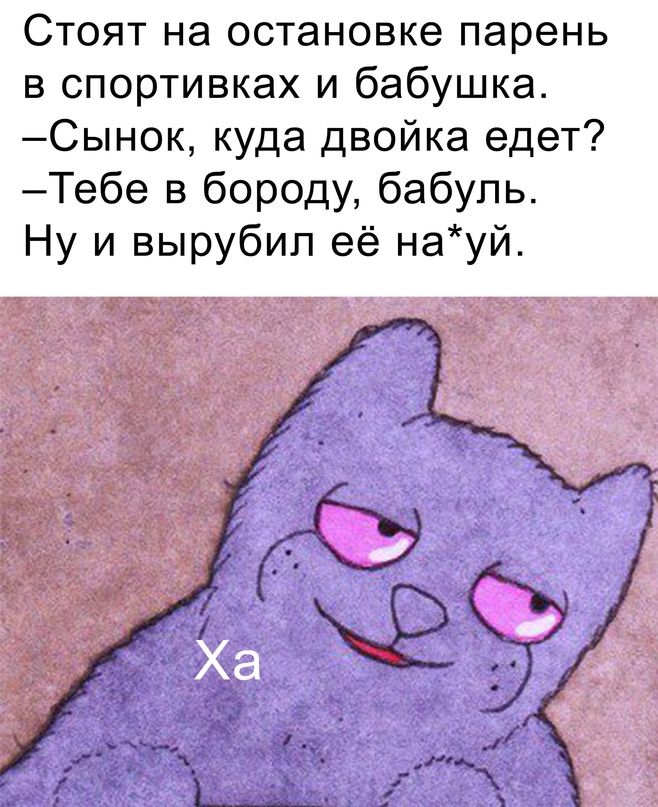 Стоят на остановке парень
в спортивках и бабушка.
–Сынок, куда двойка едет?
–Тебе в бороду, бабуль.
Ну и вырубил её на*уй.
Ха